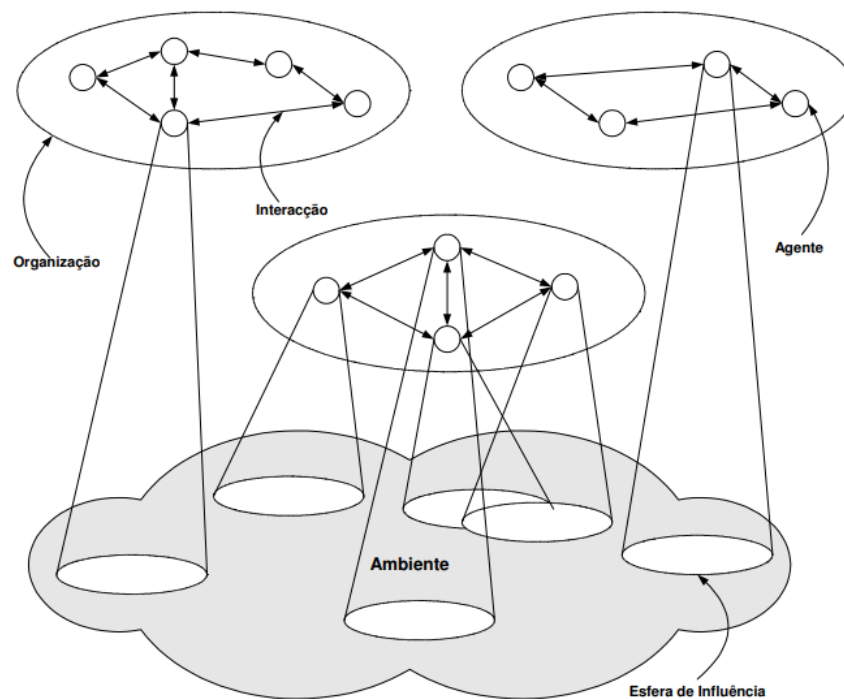 Interacção
Organização
Agente
Ambiente
Esfera de Influência